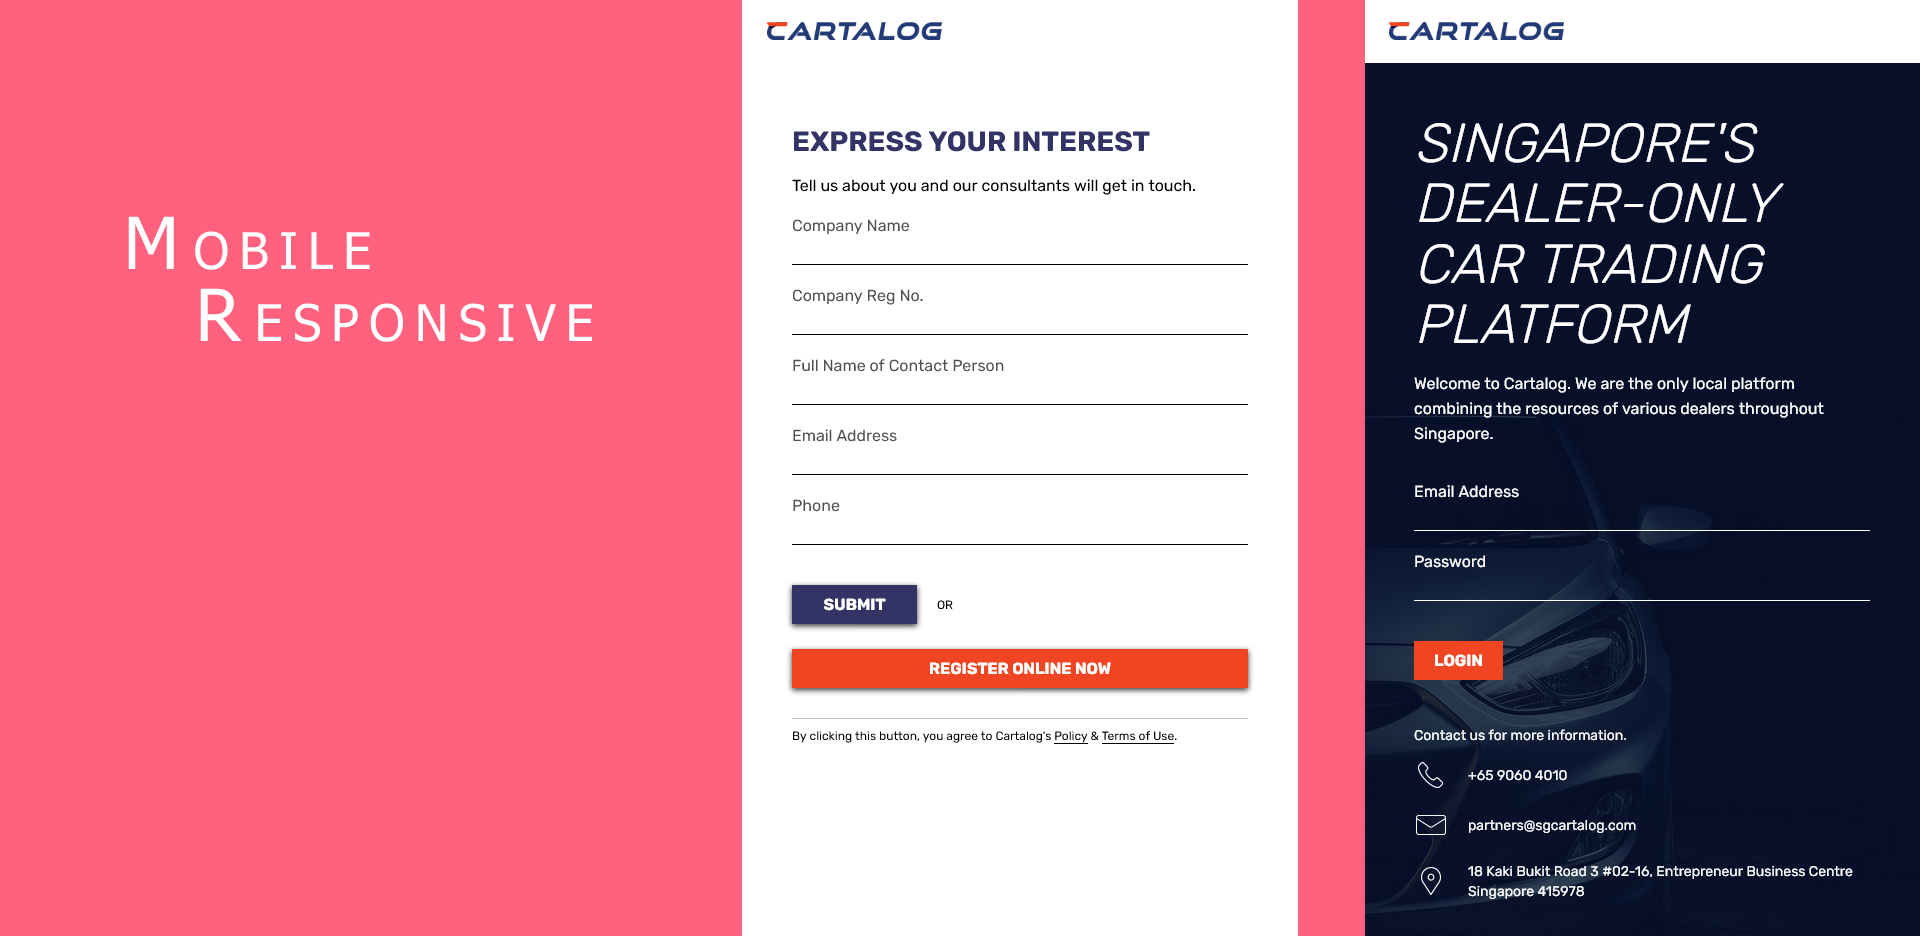 MOBILE
RESPONSIVE
CARTALOG
EXPRESS YOUR INTEREST
Tell us about you and our consultants will get in touch.
Company Name
Company Reg No.
Full Name of Contact Person
Email Address
Phone
SUBMIT OR
REGISTER ONLINE NOW
By clicking this button, you agree to Cartalog's Policy & Terms of Use.
CARTALOG
SINGAPORE'S
DEALER-ONLY
CAR TRADING
PLATFORM
Welcome to Cartalog. We are the only local platform
combining the resources of various dealers throughout
Singapore.
Email Address
Password
LOGIN
Contact us for more information.
+65 9060 4010
partners@sgcartalog.com
18 Kaki Bukit Road 3 #02-16, Entrepreneur Business Centre
Singapore 415978